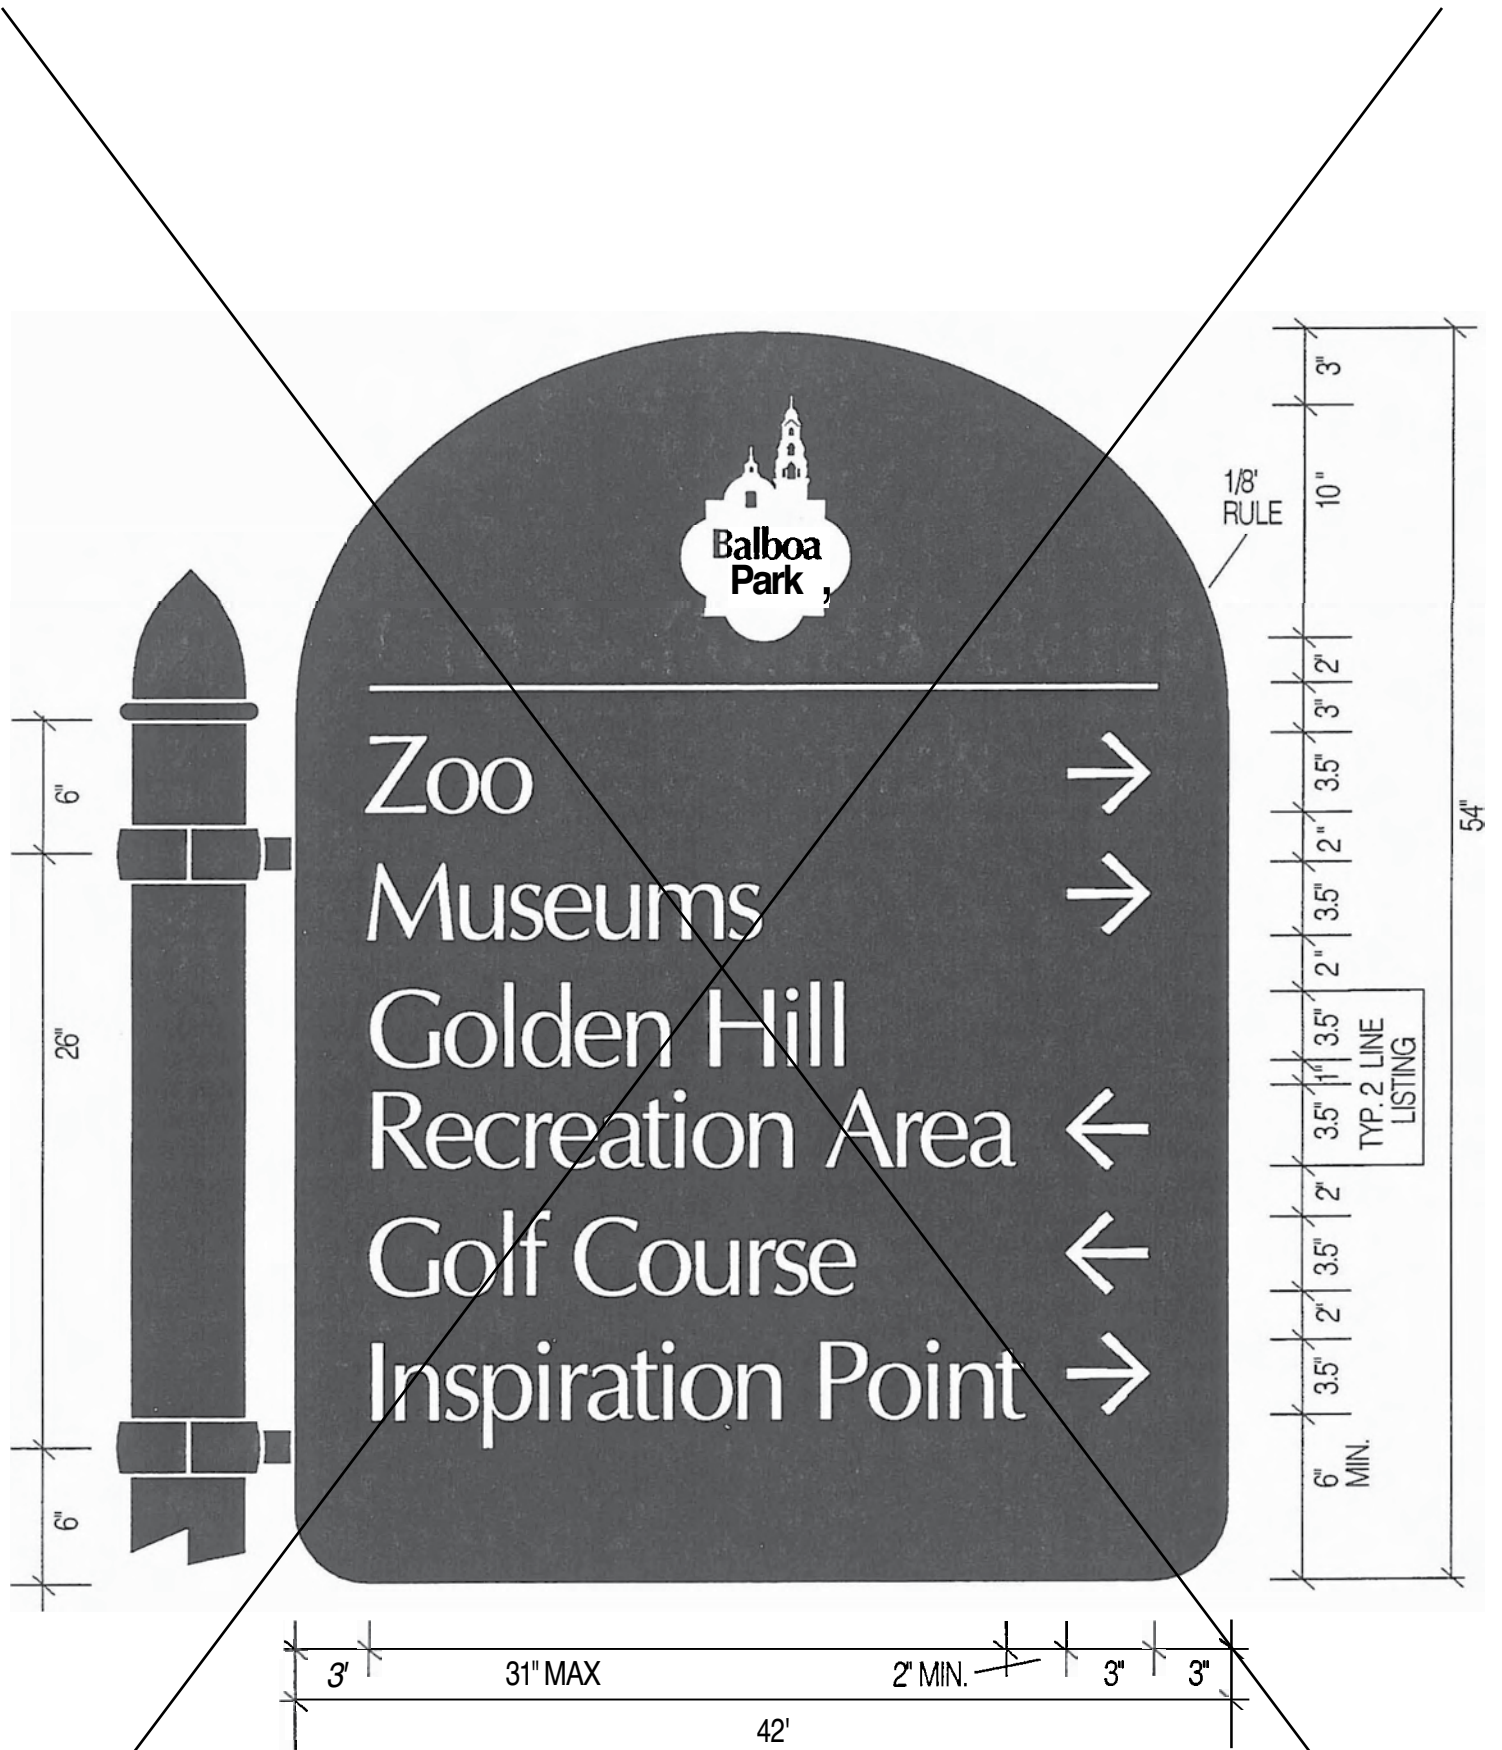 3"
10"
1/8'
RULE
Balboa
Park ,
2"
3"
Zoo →
3.5"
6"
2"
54"
Museums →
3.5"
2"
Golden Hill
3.5"
26"
1"
TYP. 2 LINE
LISTING
Recreation Area ←
3.5"
2"
Golf Course ←
3.5"
2"
Inspiration Point →
3.5"
6"
MIN.
6"
3'
31" MAX
2" MIN.
3"
3"
42'